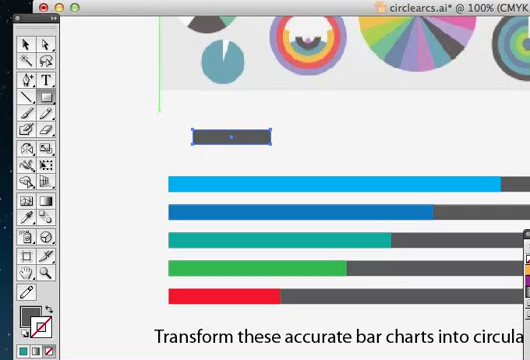 circlearcs.ai* @ 100% (CMYK
T
Transform these accurate bar charts into circula